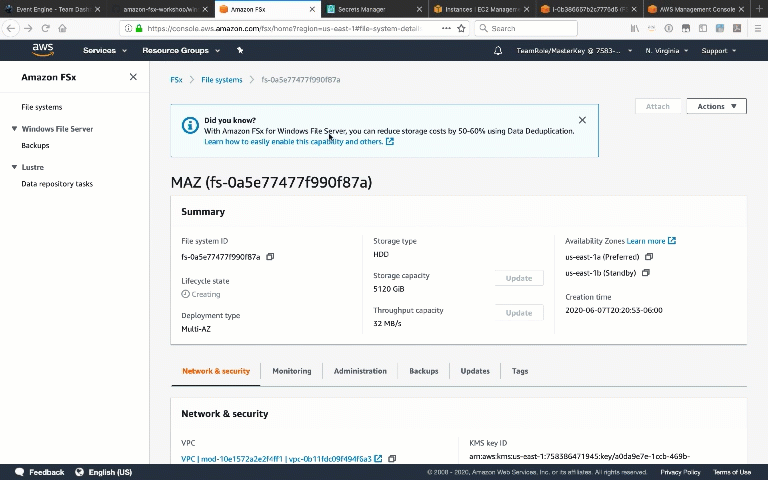 Event Engine - Team Dash
amazon-fsx-workshop/win
Amazon FSx
Secrets Manager
Instances | EC2 Managem
i-0b386657b2c7776d5
AWS Management Console
https://console.aws.amazon.com/fsx/home?region=us-east-1#file-system-detail
Search
aws
Services
Resource Groups
TeamRole/MasterKey @ 7583-...
N. Virginia
Support
Amazon FSx
File systems
Windows File Server
Backups
Lustre
Data repository tasks
FSx
File systems
fs-0a5e77477f990f87a
Attach
Actions
Did you know?
With Amazon FSx for Windows File Server, you can reduce storage costs by 50-60% using Data Deduplication.
Learn how to easily enable this capability and others.
MAZ (fs-0a5e77477f990f87a)
Summary
File system ID
fs-0a5e77477f990f87a
Lifecycle state
Creating
Deployment type
Multi-AZ
Storage type
HDD
Storage capacity
5120 GiB
Update
Throughput capacity
32 MB/s
Update
Availability Zones Learn more
us-east-1a (Preferred)
us-east-1b (Standby)
Creation time
2020-06-07T20:20:53-06:00
Network & security
Monitoring
Administration
Backups
Updates
Tags
Network & security
VPC
VPC | mod-10e1572a2e2f4ff1 | vpc-0b11fdc09f494f6a3
KMS key ID
arn:aws:kms:us-east-1:758386471945:key/a0da9e7e-1ccb-469b-
Feedback
English (US)
© 2008 - 2020, Amazon Web Services, Inc. or its affiliates. All rights reserved.
Privacy Policy
Terms of Use